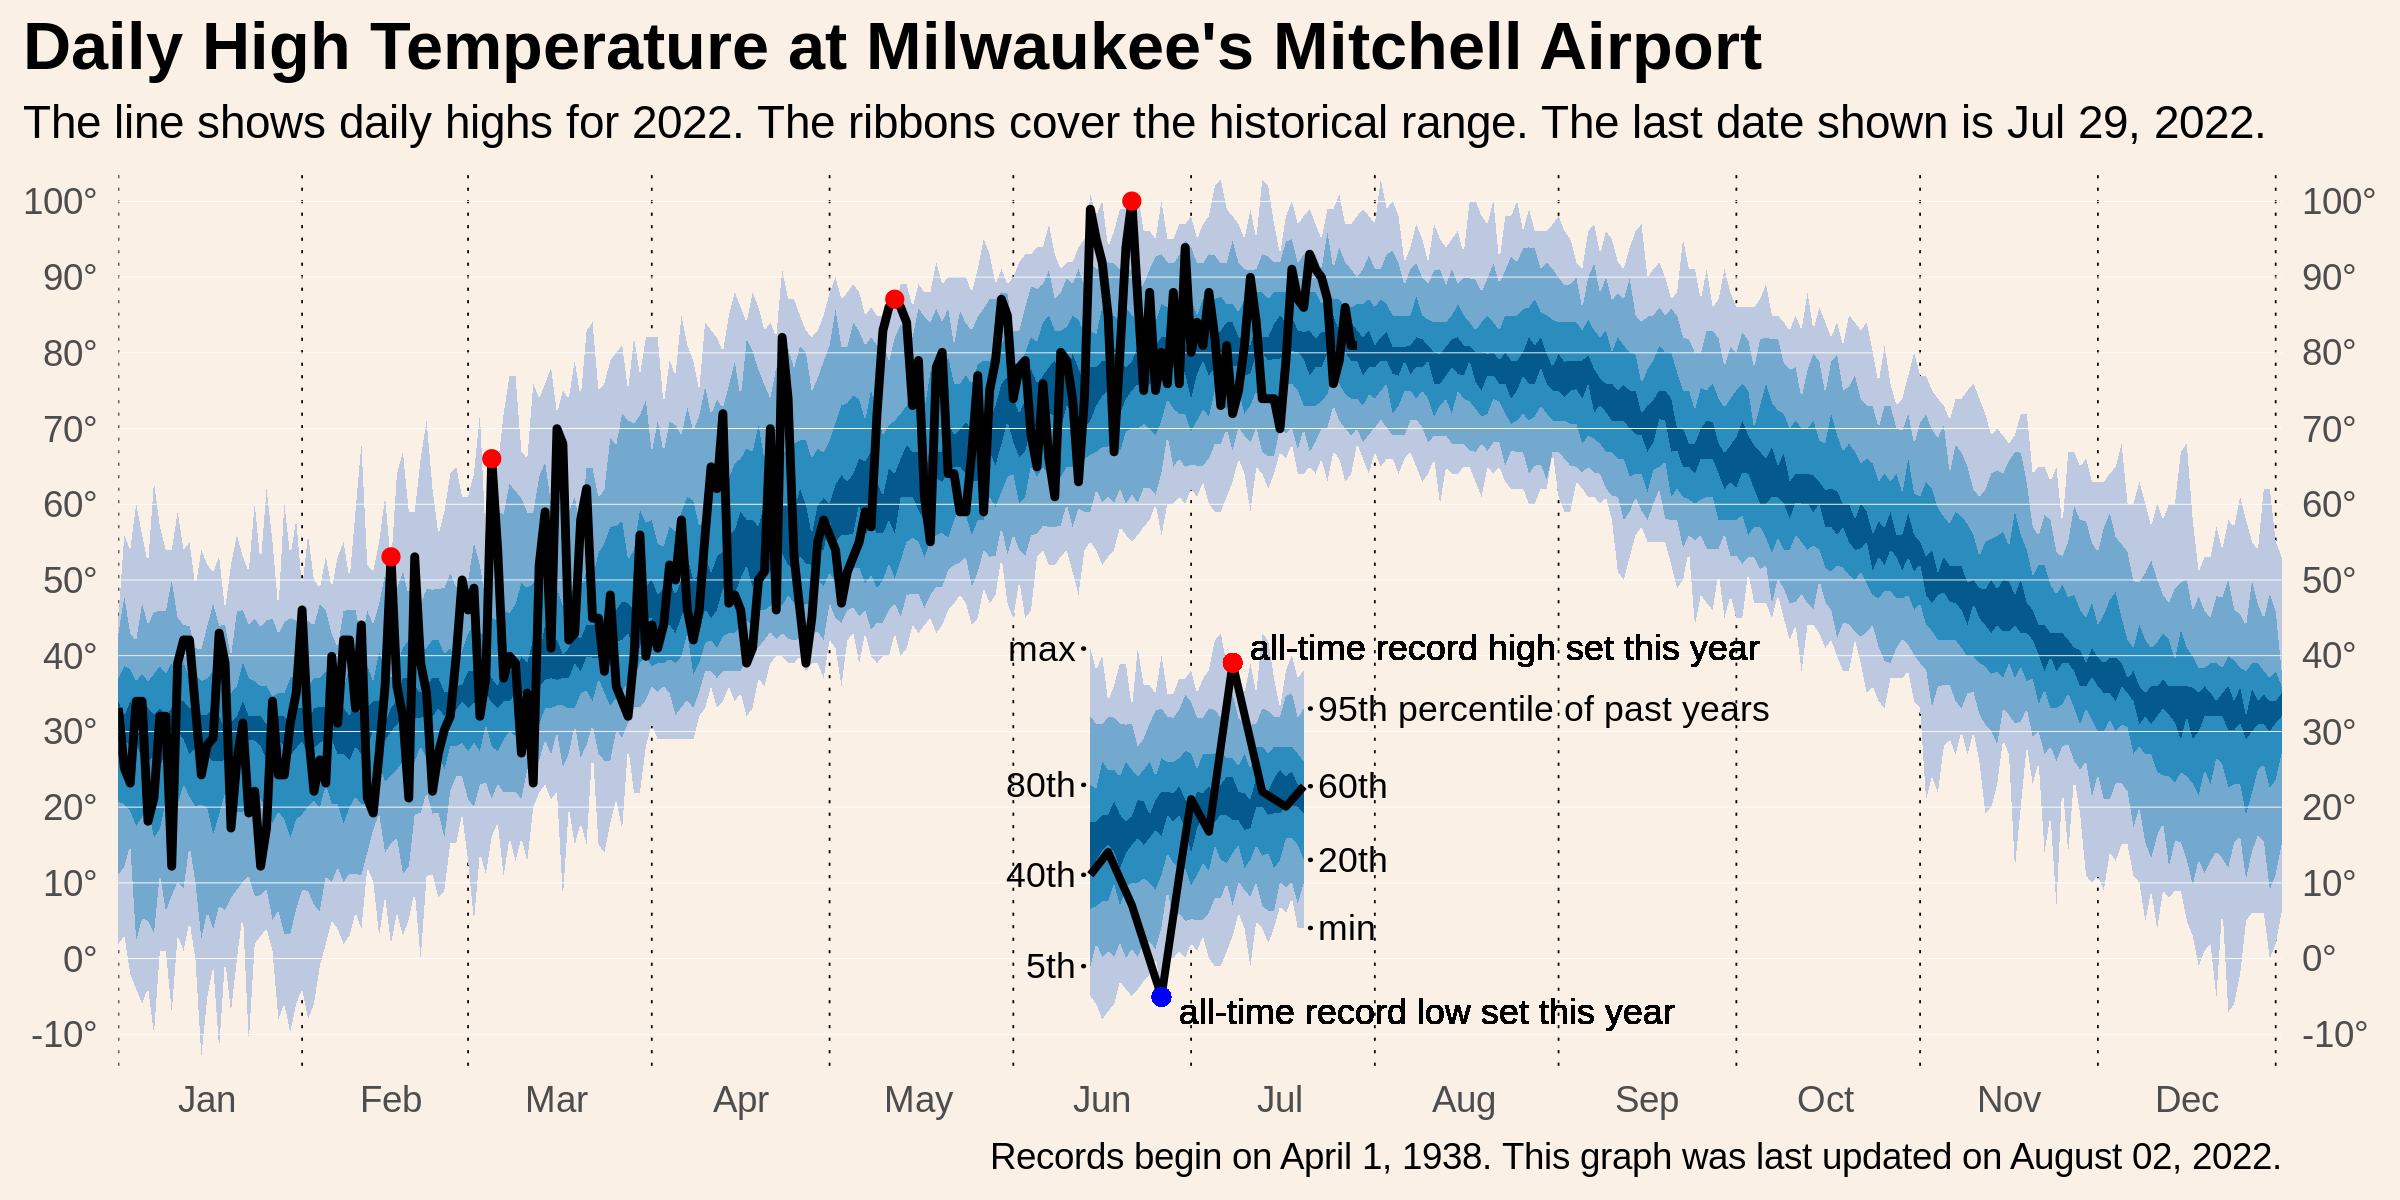 Daily High Temperature at Milwaukee's Mitchell Airport
The line shows daily highs for 2022. The ribbons cover the historical range. The last date shown is Jul 29, 2022.
100° 100°
90° 90°
80° 80°
70° 70°
60° 60°
50° 50°
max all-time record high set this year
40° 40°
95th percentile of past years
30° 30°
80th 60th
20° 20°
40th 20th
10° 10°
min
0° 5th 0°
all-time record low set this year
-10° -10°
Jan Feb Mar Apr May Jun Jul Aug Sep Oct Nov Dec
Records begin on April 1, 1938. This graph was last updated on August 02, 2022.